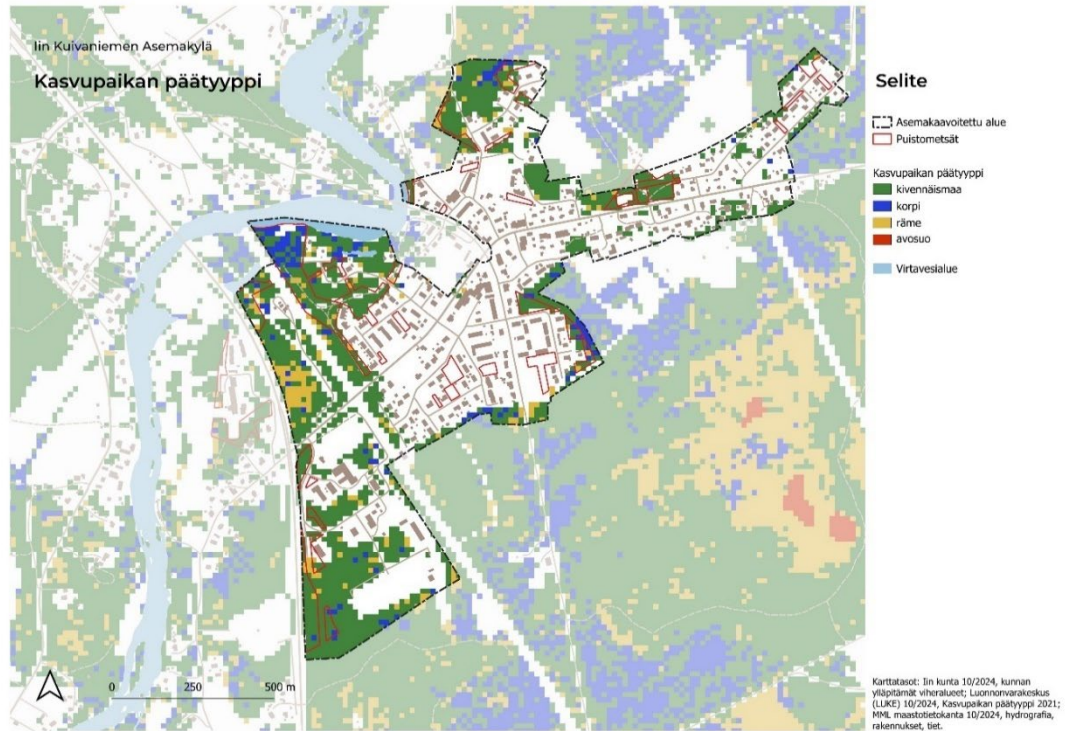 Iin Kuivaniemen Asemakylä
Kasvupaikan päätyyppi
Selite
Asemakaavoitettu alue
Puistometsät
Kasvupaikan päätyyppi
kivennäismaa
korpi
räme
avosuo
Virtavesialue
0 250 500 m
Karttatasot: Iin kunta 10/2024, kunnan
ylläpitämät viheralueet; Luonnonvarakeskus
(LUKE) 10/2024, Kasvupaikan päätyyppi 2021;
MML maastotietokanta 10/2024, hydrografia,
rakennukset, tiet.